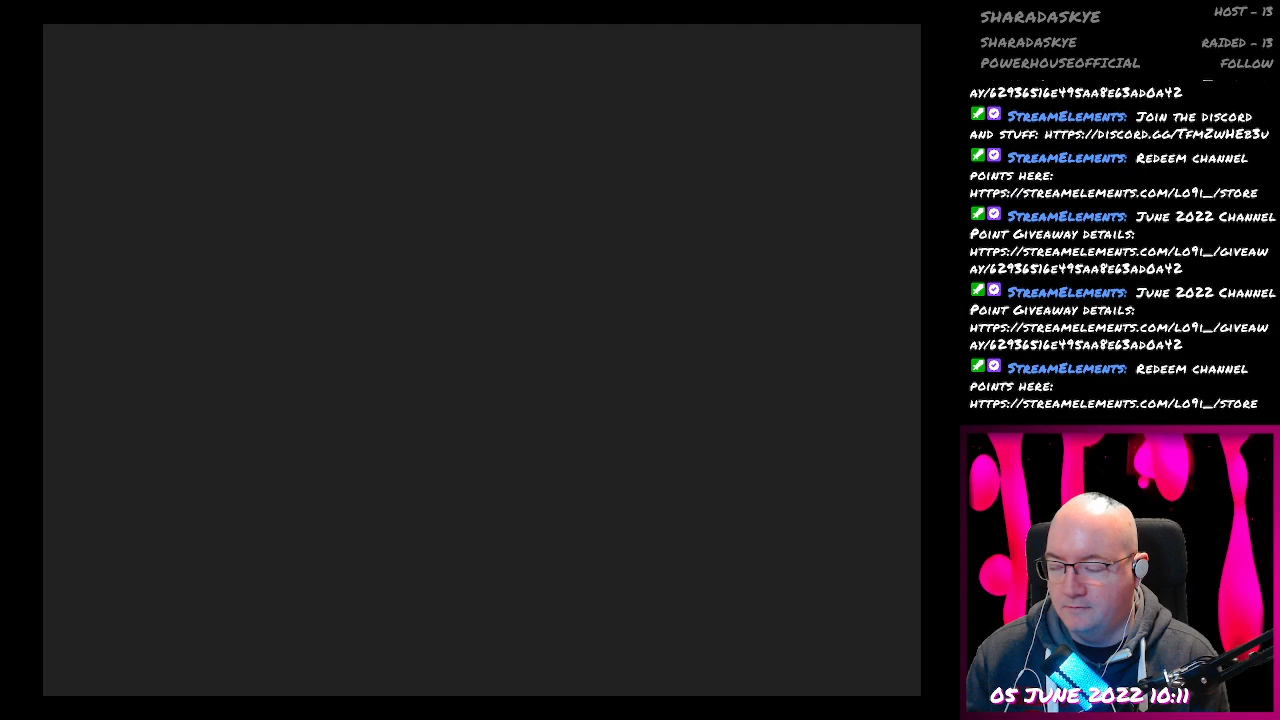 SHARADASKYE HOST - 13
SHARADASKYE RAIDED - 13
POWERHOUSEOFFICIAL FOLLOW
AY/62936516E495AA8E63AD0A42
STREAMELEMENTS: JOIN THE DISCORD
AND STUFF: HTTPS://DISCORD.GG/TFMZWHE83U
STREAMELEMENTS: REDEEM CHANNEL
POINTS HERE:
HTTPS://STREAMELEMENTS.COM/LO9I_/STORE
STREAMELEMENTS: JUNE 2022 CHANNEL
POINT GIVEAWAY DETAILS:
HTTPS://STREAMELEMENTS.COM/LO9I_/GIVEAW
AY/62936516E495AA8E63AD0A42
STREAMELEMENTS: JUNE 2022 CHANNEL
POINT GIVEAWAY DETAILS:
HTTPS://STREAMELEMENTS.COM/LO9I_/GIVEAW
AY/62936516E495AA8E63AD0A42
STREAMELEMENTS: REDEEM CHANNEL
POINTS HERE:
HTTPS://STREAMELEMENTS.COM/LO9I_/STORE
05 JUNE 2022 10:11